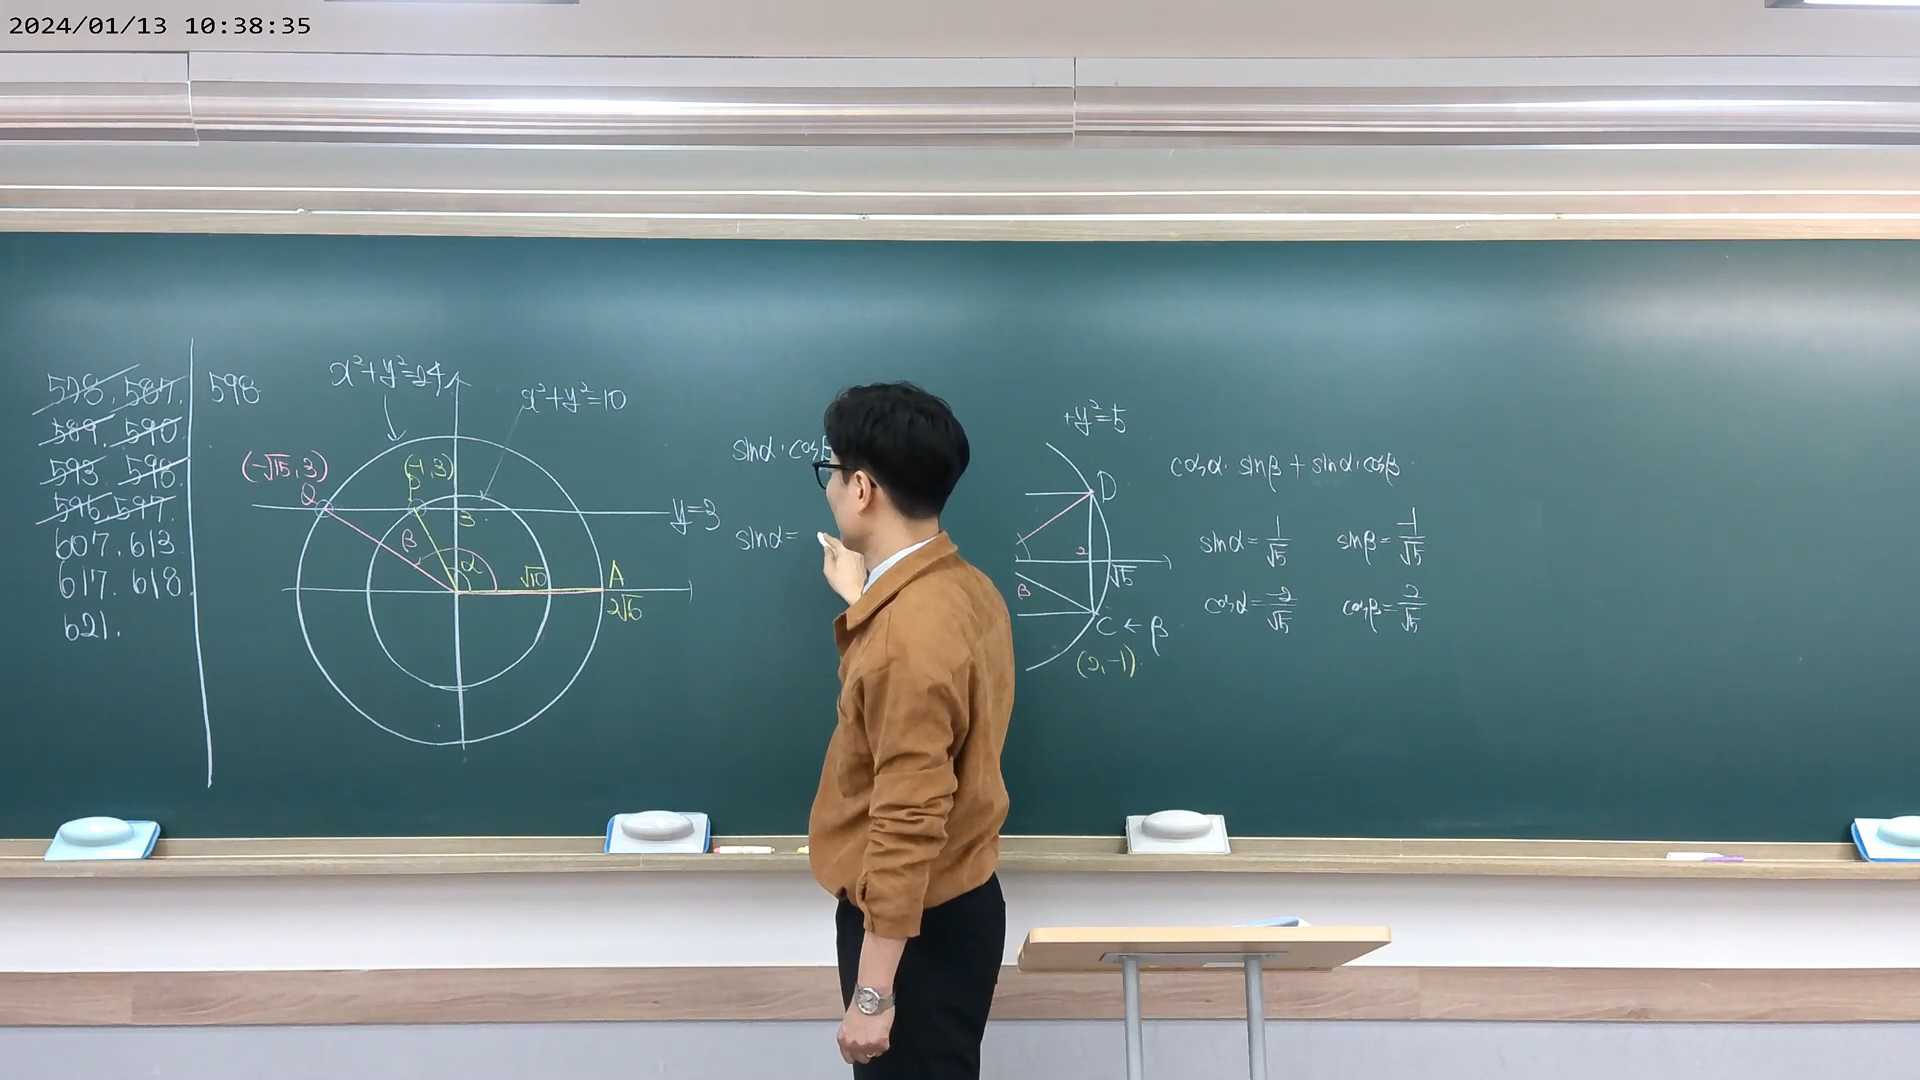 2024/01/13 10:38:35
578. 587.
589. 590.
593. 598.
596. 597.
607. 613
617. 618
621.
598
x²+y²=24
x²+y²=10
(-√15, 3)
Q
(-1, 3)
P
3
y=3
β
α
√10
A
2√6
sinα·cosβ
sinα=
+y²=5
D
2
√5
β
C ← β
(2,-1)
cosα·sinβ + sinα·cosβ
sinα= 1/√5 sinβ= -1/√5
cosα= -2/√5 cosβ= 2/√5